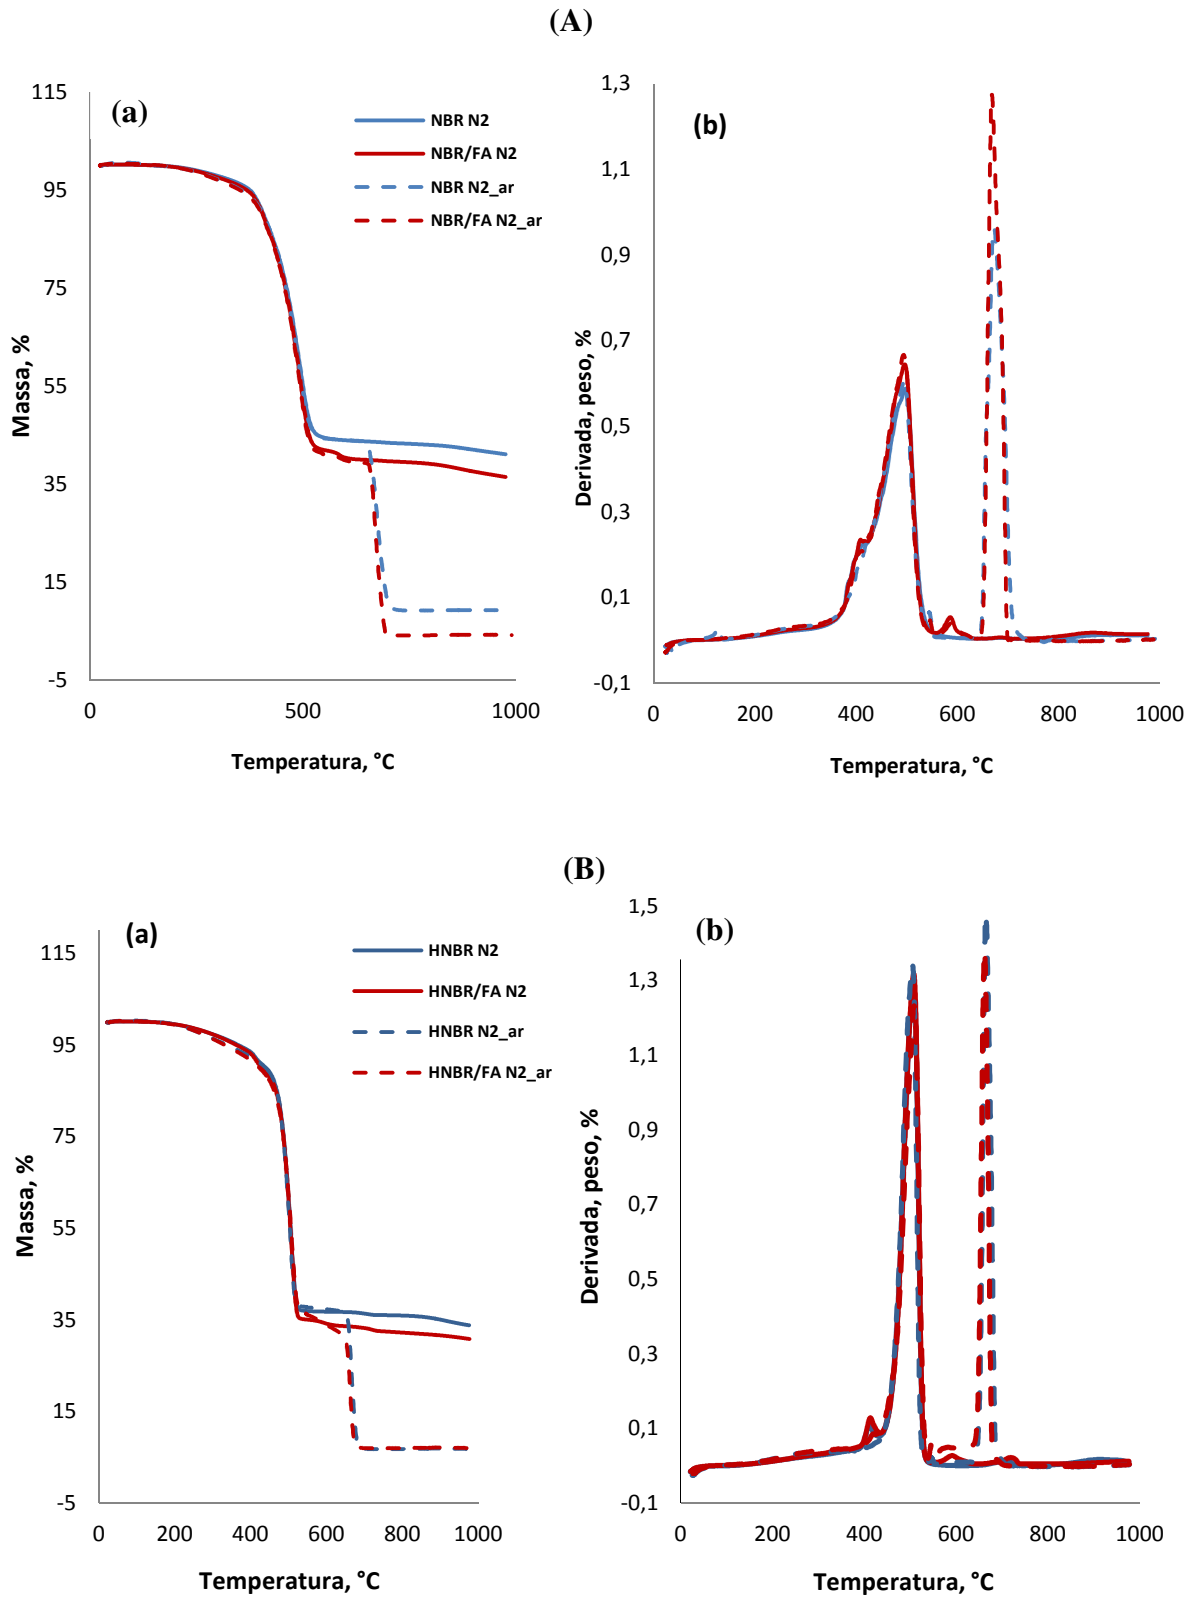 (A)
115
95
75
55
35
15
-5
Massa, %
(a)
NBR N2
NBR/FA N2
NBR N2_ar
NBR/FA N2_ar
0
500
1000
Temperatura, °C
1,3
1,1
0,9
0,7
0,5
0,3
0,1
-0,1
Derivada, peso, %
(b)
0
200
400
600
800
1000
Temperatura, °C
(B)
115
95
75
55
35
15
-5
Massa, %
(a)
HNBR N2
HNBR/FA N2
HNBR N2_ar
HNBR/FA N2_ar
0
200
400
600
800
1000
Temperatura, °C
1,5
1,3
1,1
0,9
0,7
0,5
0,3
0,1
-0,1
Derivada, peso, %
(b)
0
200
400
600
800
1000
Temperatura, °C